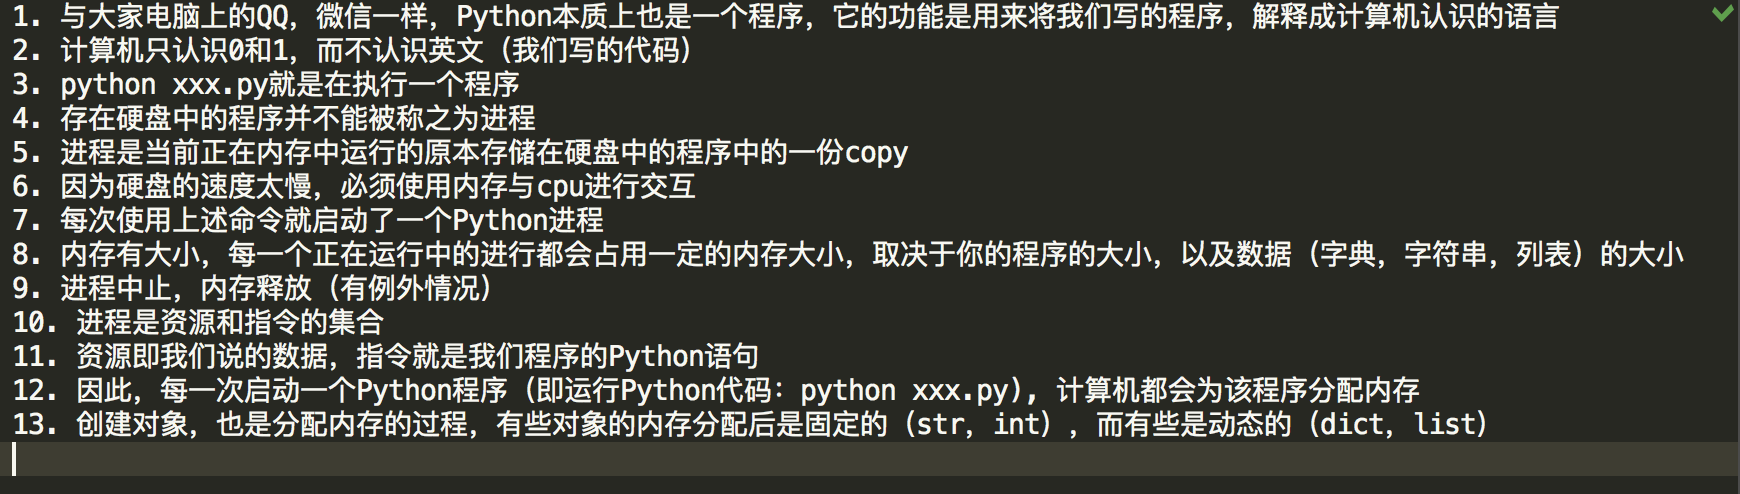 1. 与大家电脑上的QQ，微信一样，Python本质上也是一个程序，它的功能是用来将我们写的程序，解释成计算机认识的语言
2. 计算机只认识0和1，而不认识英文（我们写的代码）
3. python xxx.py就是在执行一个程序
4. 存在硬盘中的程序并不能被称之为进程
5. 进程是当前正在内存中运行的原本存储在硬盘中的程序中的一份copy
6. 因为硬盘的速度太慢，必须使用内存与cpu进行交互
7. 每次使用上述命令就启动了一个Python进程
8. 内存有大小，每一个正在运行中的进行都会占用一定的内存大小，取决于你的程序的大小，以及数据（字典，字符串，列表）的大小
9. 进程中止，内存释放（有例外情况）
10. 进程是资源和指令的集合
11. 资源即我们说的数据，指令就是我们程序的Python语句
12. 因此，每一次启动一个Python程序（即运行Python代码：python xxx.py），计算机都会为该程序分配内存
13. 创建对象，也是分配内存的过程，有些对象的内存分配后是固定的（str，int），而有些是动态的（dict，list）